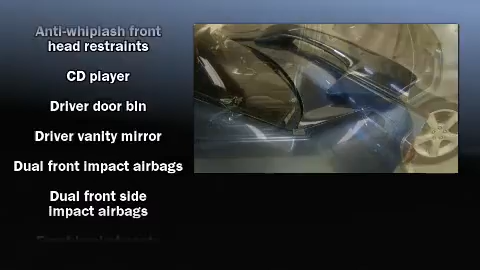 Anti-whiplash front
head restraints
CD player
Driver door bin
Driver vanity mirror
Dual front impact airbags
Dual front side
impact airbags